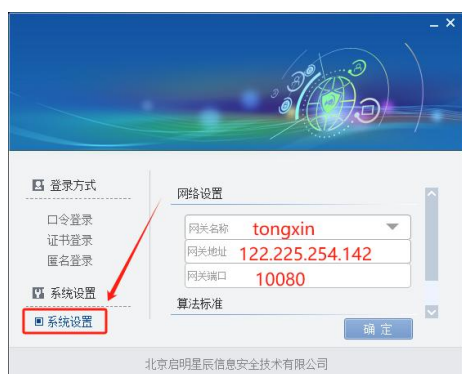 登录方式
口令登录
证书登录
匿名登录
系统设置
系统设置
网络设置
网关名称 tongxin
网关地址 122.225.254.142
网关端口 10080
算法标准
确 定
北京启明星辰信息安全技术有限公司